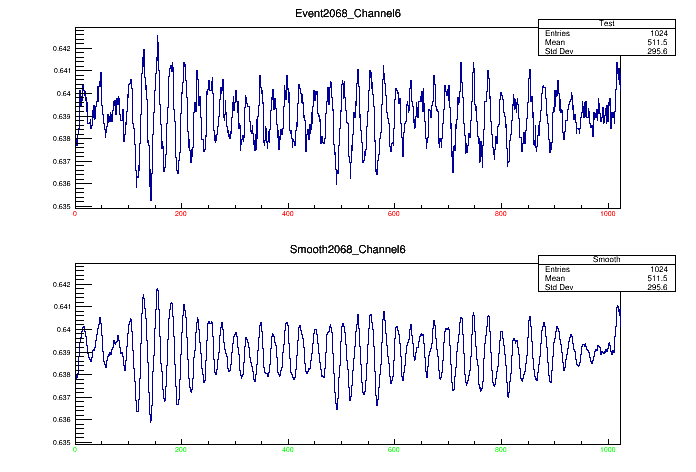 Event2068_Channel6
Test
Entries 1024
Mean 511.5
Std Dev 295.6
0.642
0.641
0.64
0.639
0.638
0.637
0.636
0.635
0 200 400 600 800 1000
Smooth2068_Channel6
Smooth
Entries 1024
Mean 511.5
Std Dev 295.6
0.642
0.641
0.64
0.639
0.638
0.637
0.636
0.635
0 200 400 600 800 1000